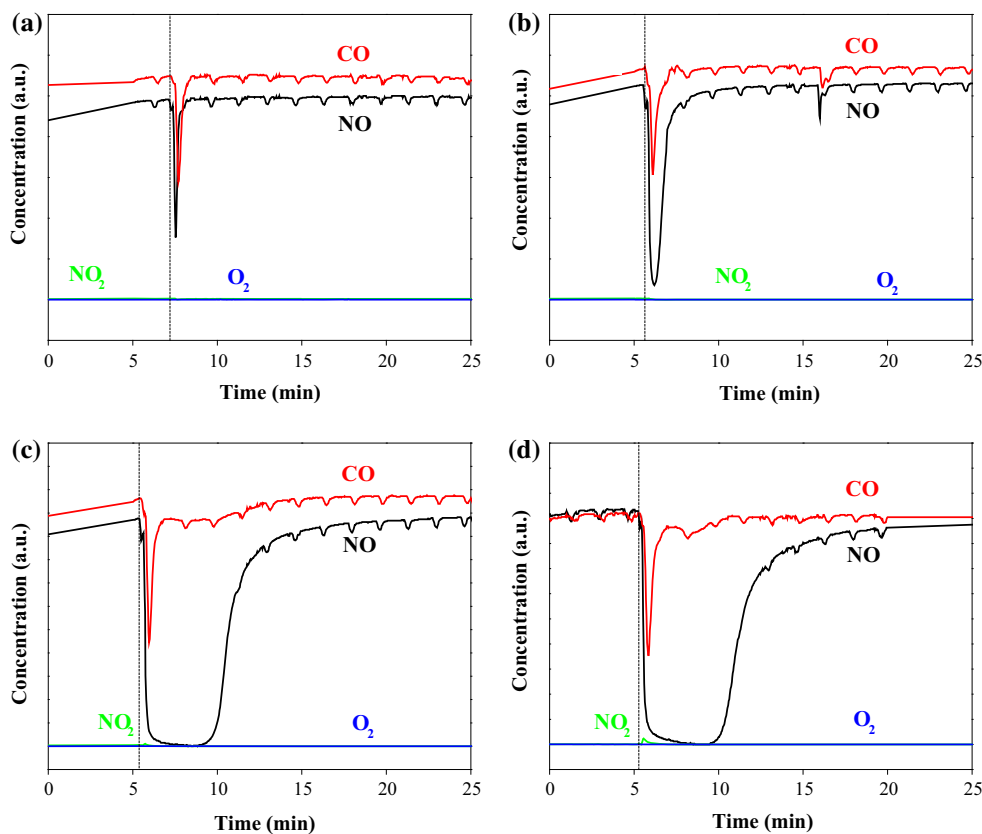 (a)
CO
NO
NO2
O2
Concentration (a.u.)
0 5 10 15 20 25
Time (min)
(b)
CO
NO
NO2
O2
Concentration (a.u.)
0 5 10 15 20 25
Time (min)
(c)
CO
NO
NO2
O2
Concentration (a.u.)
0 5 10 15 20 25
Time (min)
(d)
CO
NO
NO2
O2
Concentration (a.u.)
0 5 10 15 20 25
Time (min)